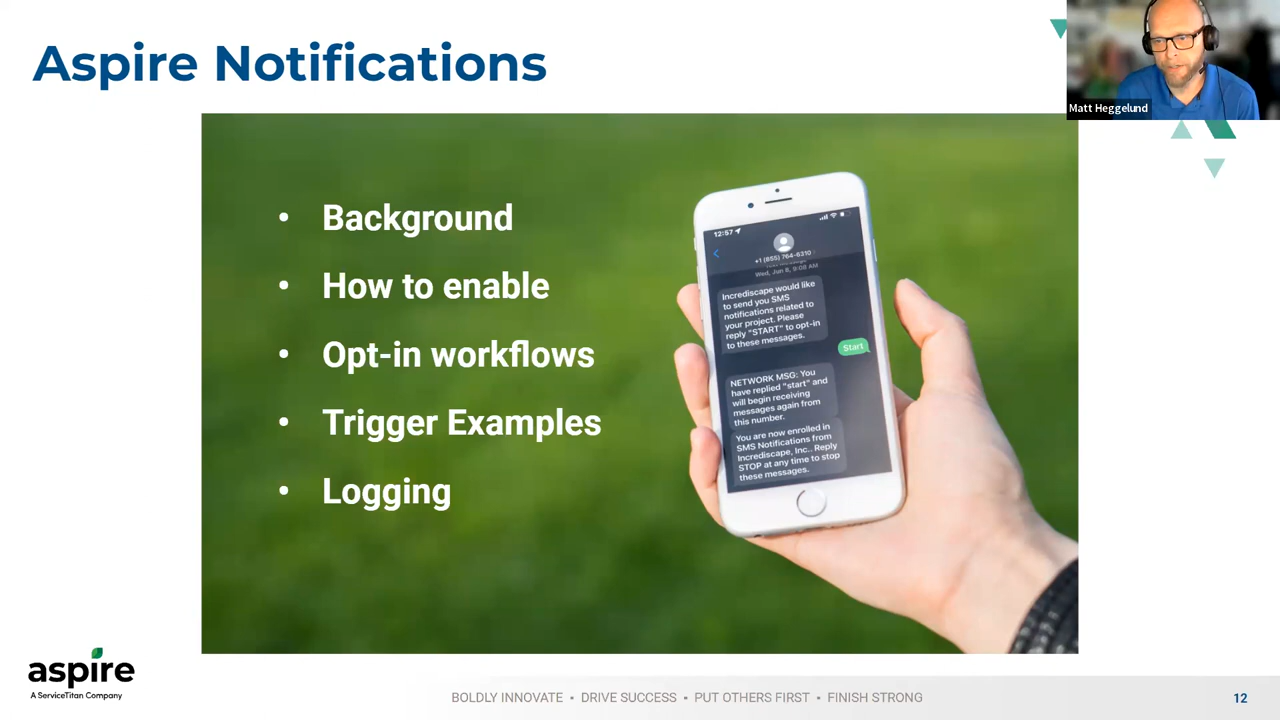 Aspire Notifications
Matt Heggelund
• Background
• How to enable
• Opt-in workflows
• Trigger Examples
• Logging
12:57
+1 (855) 764-6310
Wed, Jun 8, 9:08 AM
Incrediscape would like
to send you SMS
notifications related to
your project. Please
reply "START" to opt-in
to these messages.
Start
NETWORK MSG: You
have replied "start" and
will begin receiving
messages again from
this number.
You are now enrolled in
SMS Notifications from
Incrediscape, Inc.. Reply
STOP at any time to stop
these messages.
aspire
A ServiceTitan Company
BOLDLY INNOVATE • DRIVE SUCCESS • PUT OTHERS FIRST • FINISH STRONG
12